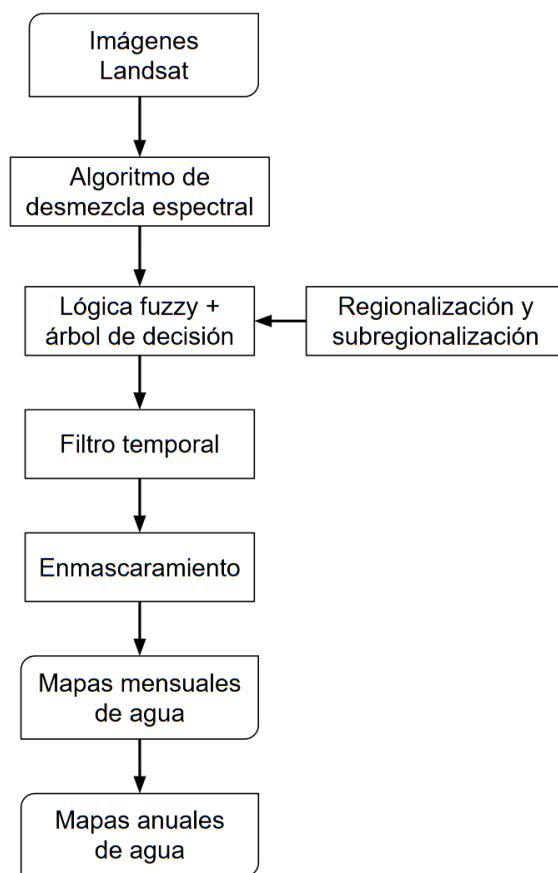 Imágenes
Landsat
Algoritmo de
desmezcla espectral
Lógica fuzzy +
árbol de decisión
Regionalización y
subregionalización
Filtro temporal
Enmascaramiento
Mapas mensuales
de agua
Mapas anuales
de agua